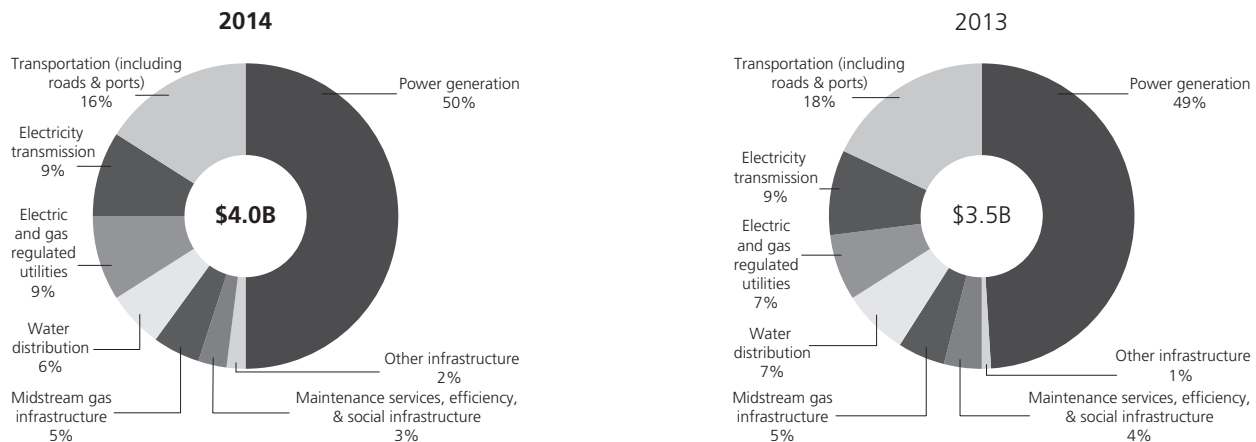 2014
Transportation (including
roads & ports)
16%
Power generation
50%
Electricity
transmission
9%
$4.0B
Electric
and gas
regulated
utilities
9%
Water
distribution
6%
Other infrastructure
2%
Midstream gas
infrastructure
5%
Maintenance services, efficiency,
& social infrastructure
3%
2013
Transportation (including
roads & ports)
18%
Power generation
49%
Electricity
transmission
9%
$3.5B
Electric
and gas
regulated
utilities
7%
Water
distribution
7%
Other infrastructure
1%
Midstream gas
infrastructure
5%
Maintenance services, efficiency,
& social infrastructure
4%